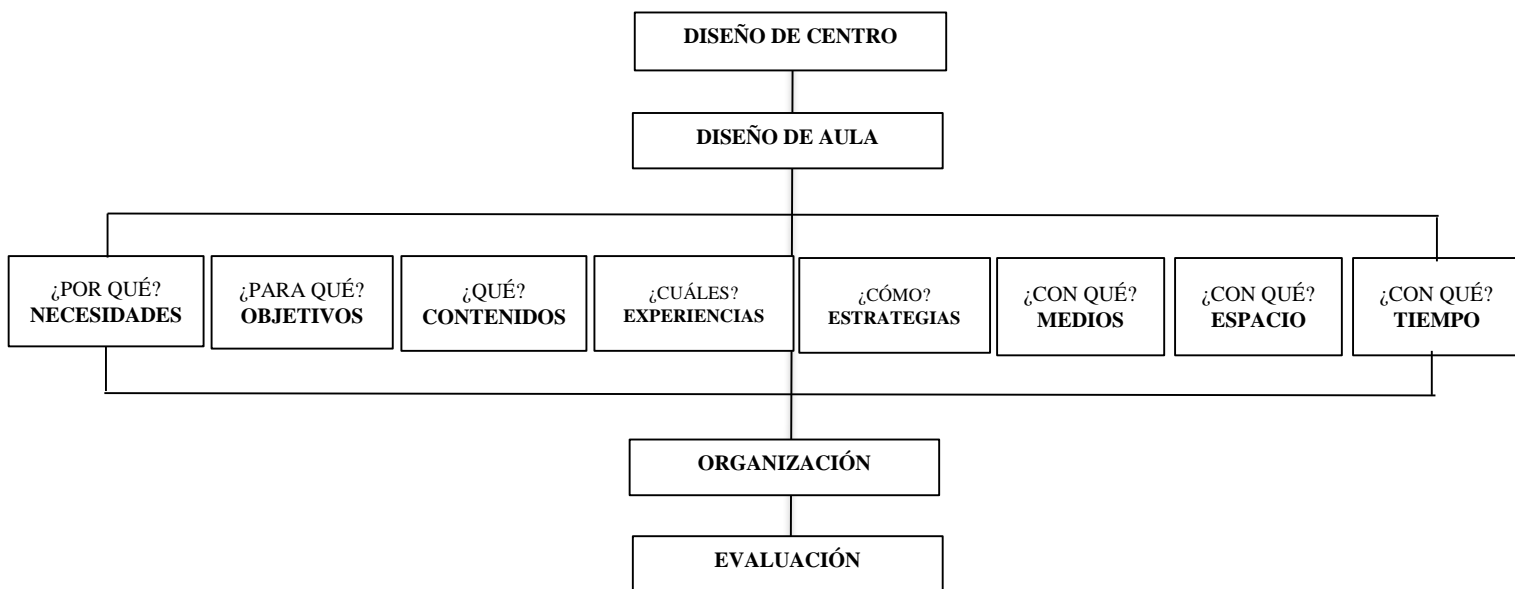 DISEÑO DE CENTRO
DISEÑO DE AULA
¿POR QUÉ?
NECESIDADES
¿PARA QUÉ?
OBJETIVOS
¿QUÉ?
CONTENIDOS
¿CUÁLES?
EXPERIENCIAS
¿CÓMO?
ESTRATEGIAS
¿CON QUÉ?
MEDIOS
¿CON QUÉ?
ESPACIO
¿CON QUÉ?
TIEMPO
ORGANIZACIÓN
EVALUACIÓN